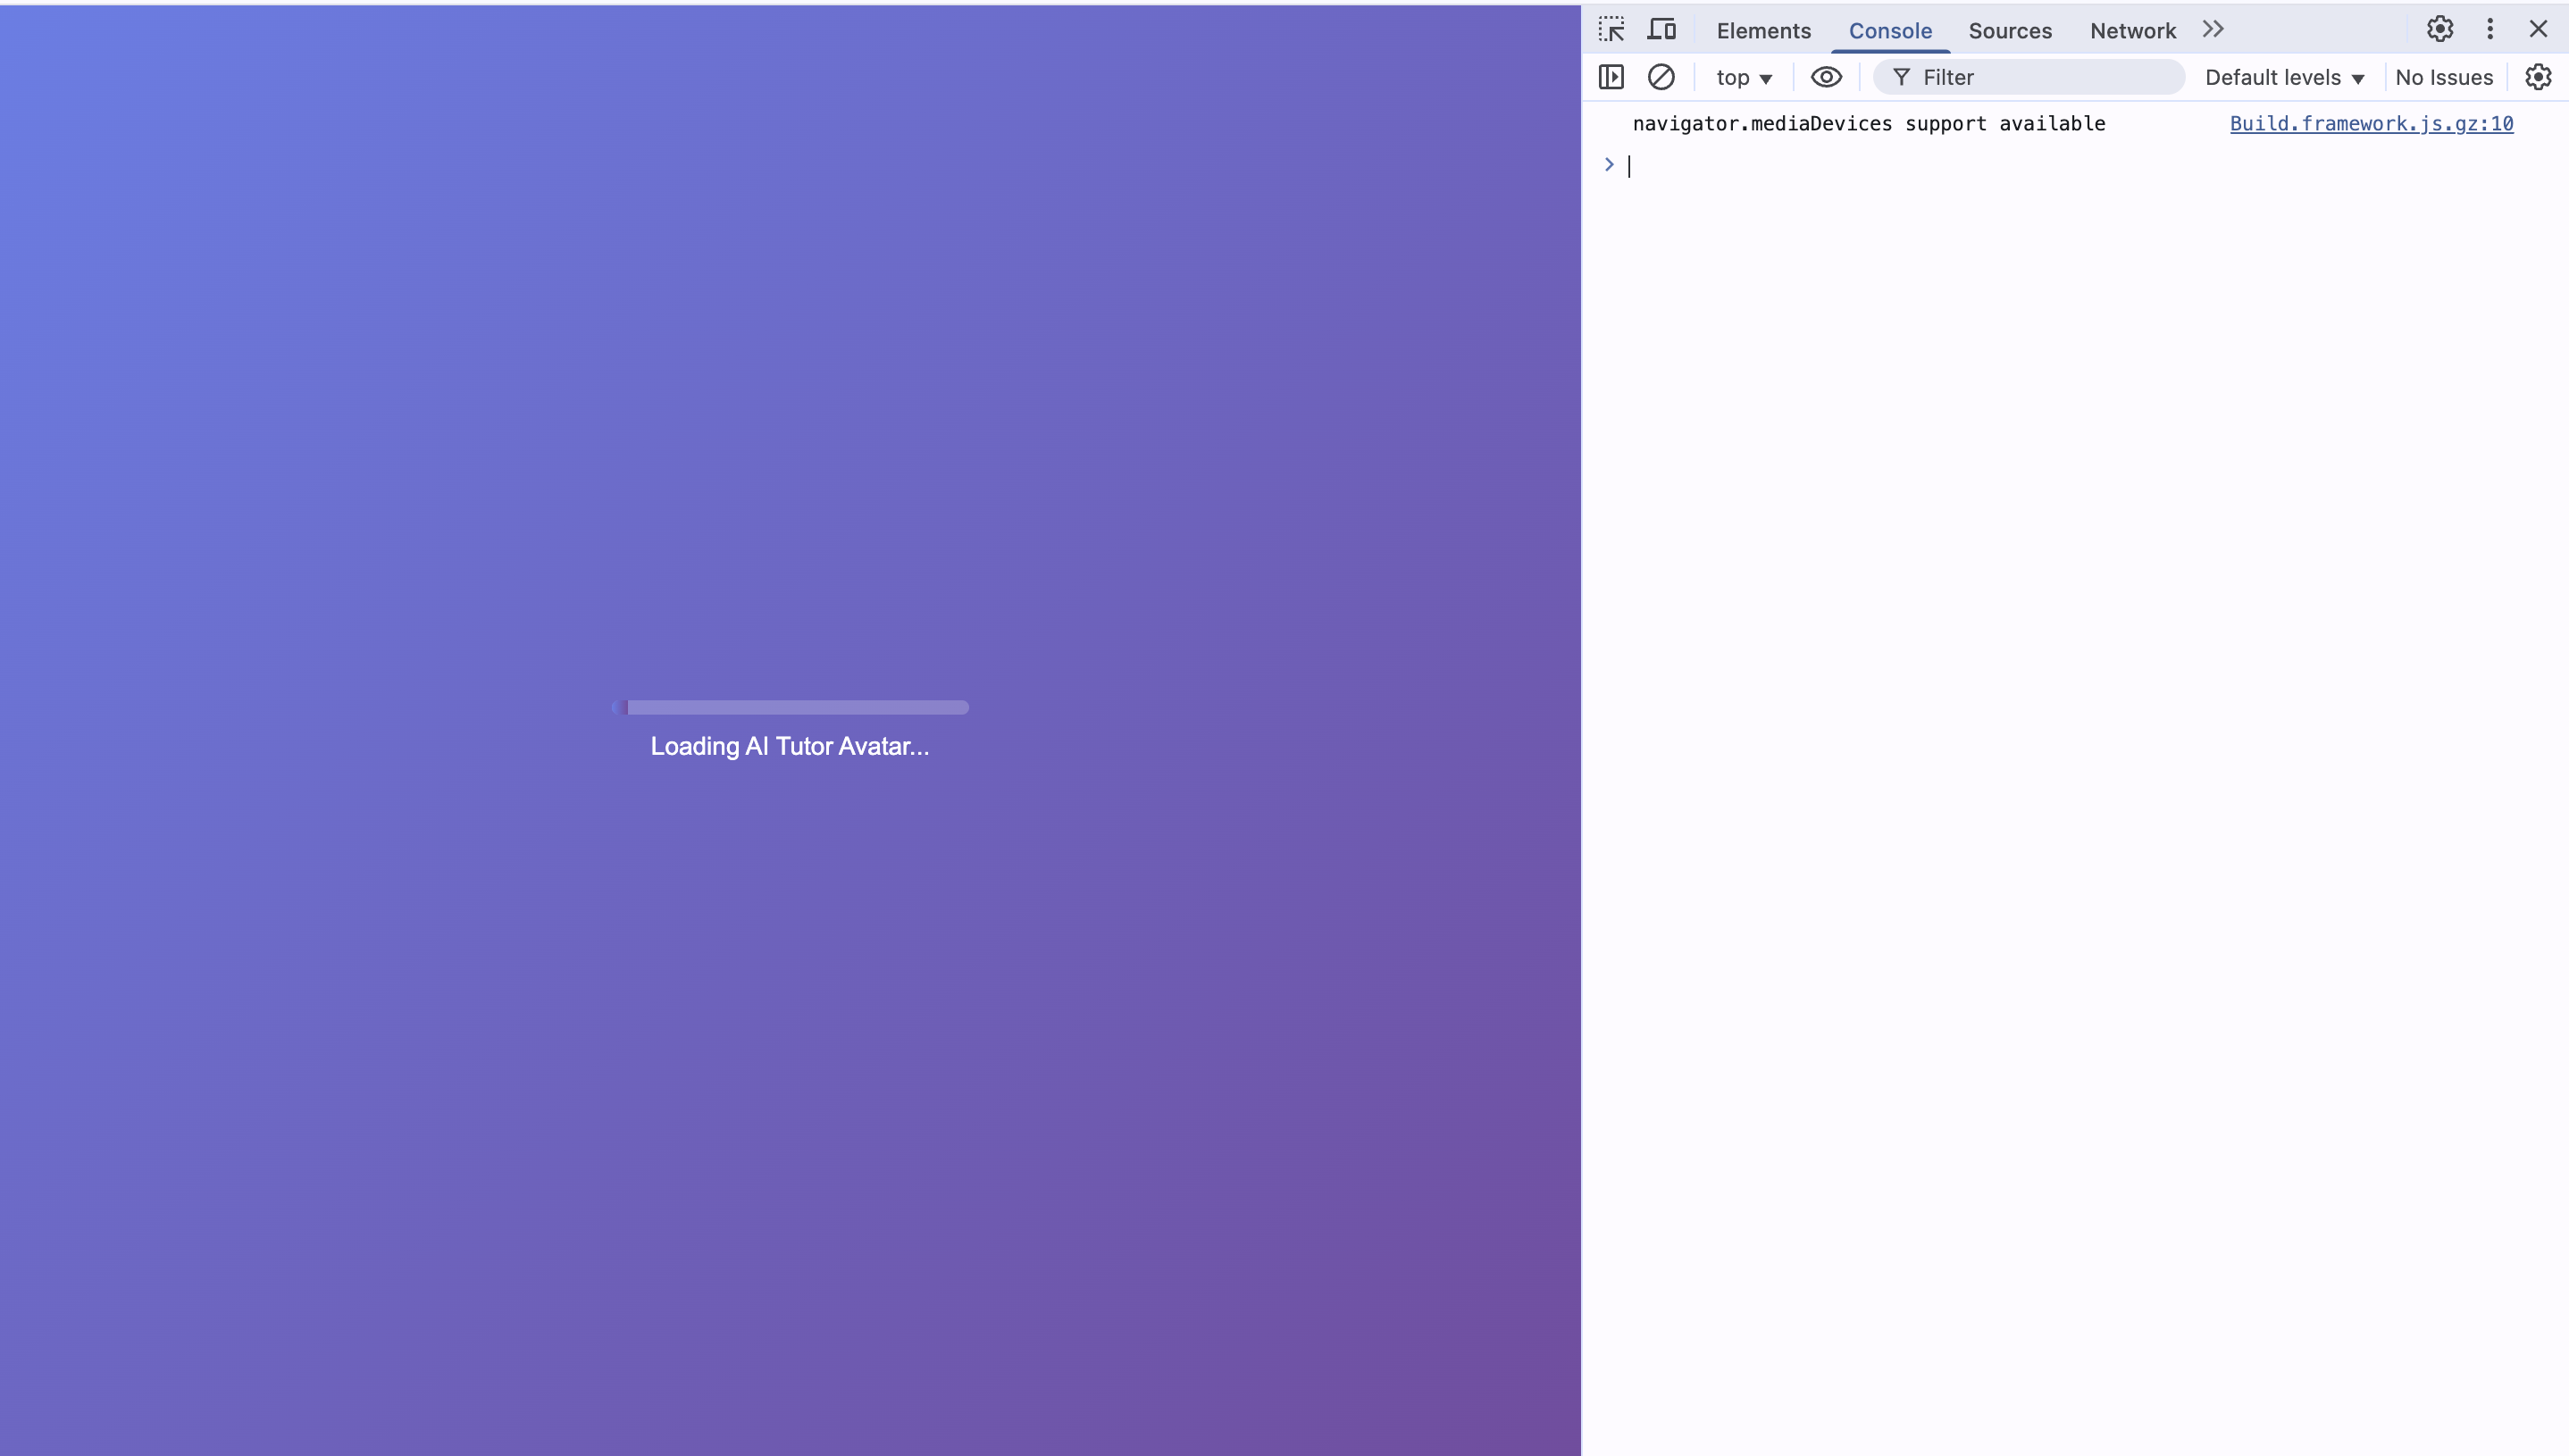 Elements Console Sources Network
top Filter Default levels No Issues
navigator.mediaDevices support available Build.framework.js.gz:10
Loading AI Tutor Avatar...